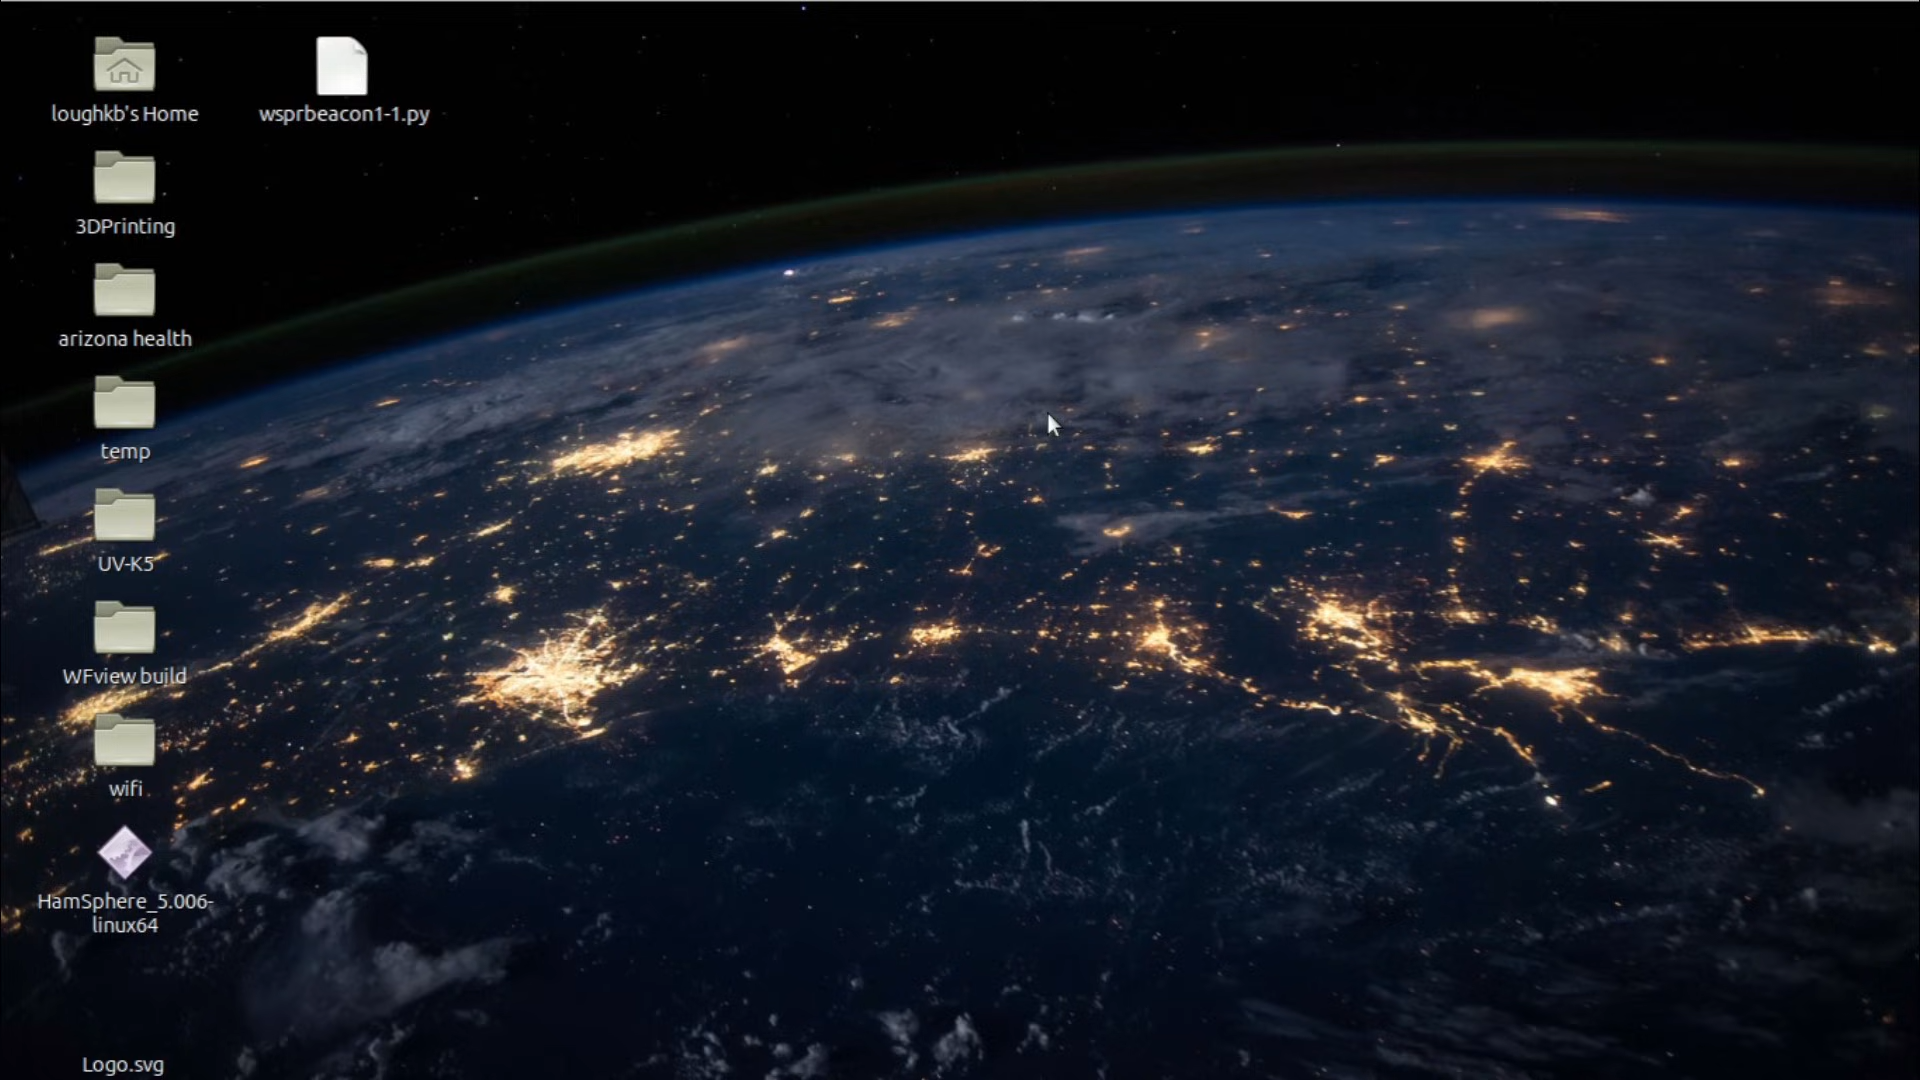 loughkb's Home
wsprbeacon1-1.py
3DPrinting
arizona health
temp
UV-K5
WFview build
wifi
HamSphere_5.006-
linux64
Logo.svg